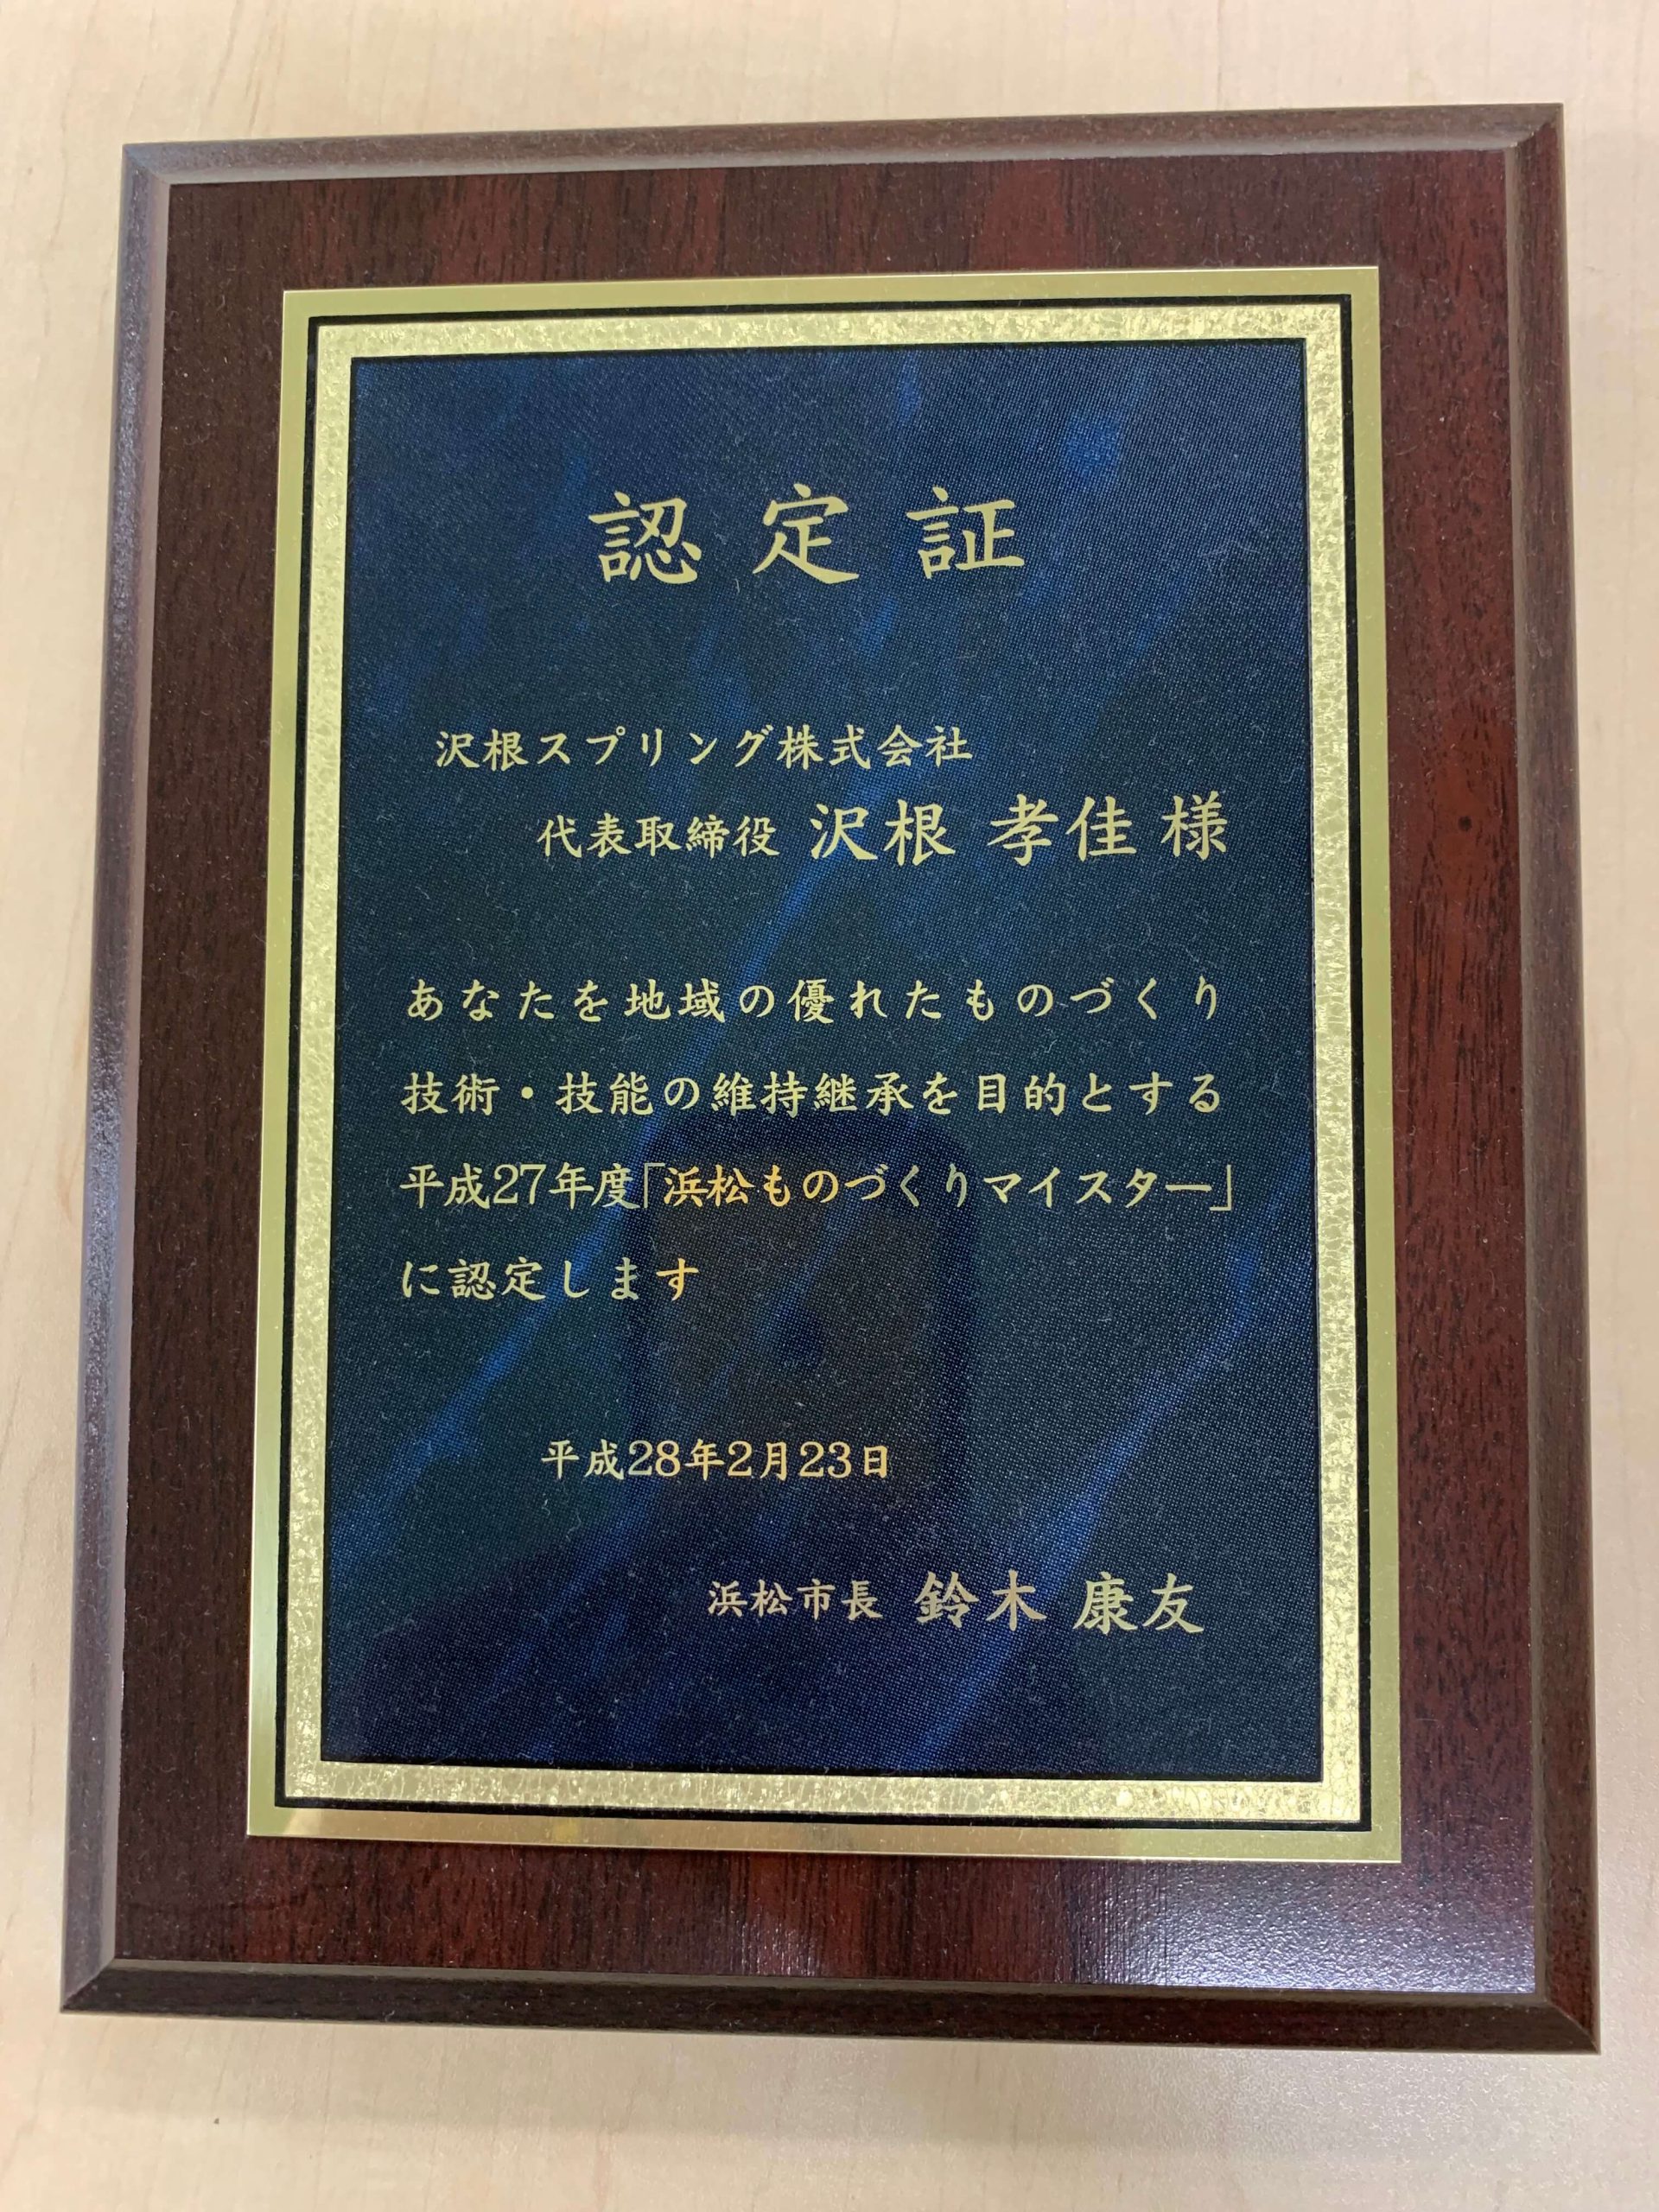 認定証
沢根スプリング株式会社
代表取締役 沢根 孝佳 様
あなたを地域の優れたものづくり
技術・技能の維持継承を目的とする
平成27年度「浜松ものづくりマイスター」
に認定します
平成28年2月23日
浜松市長 鈴木 康友